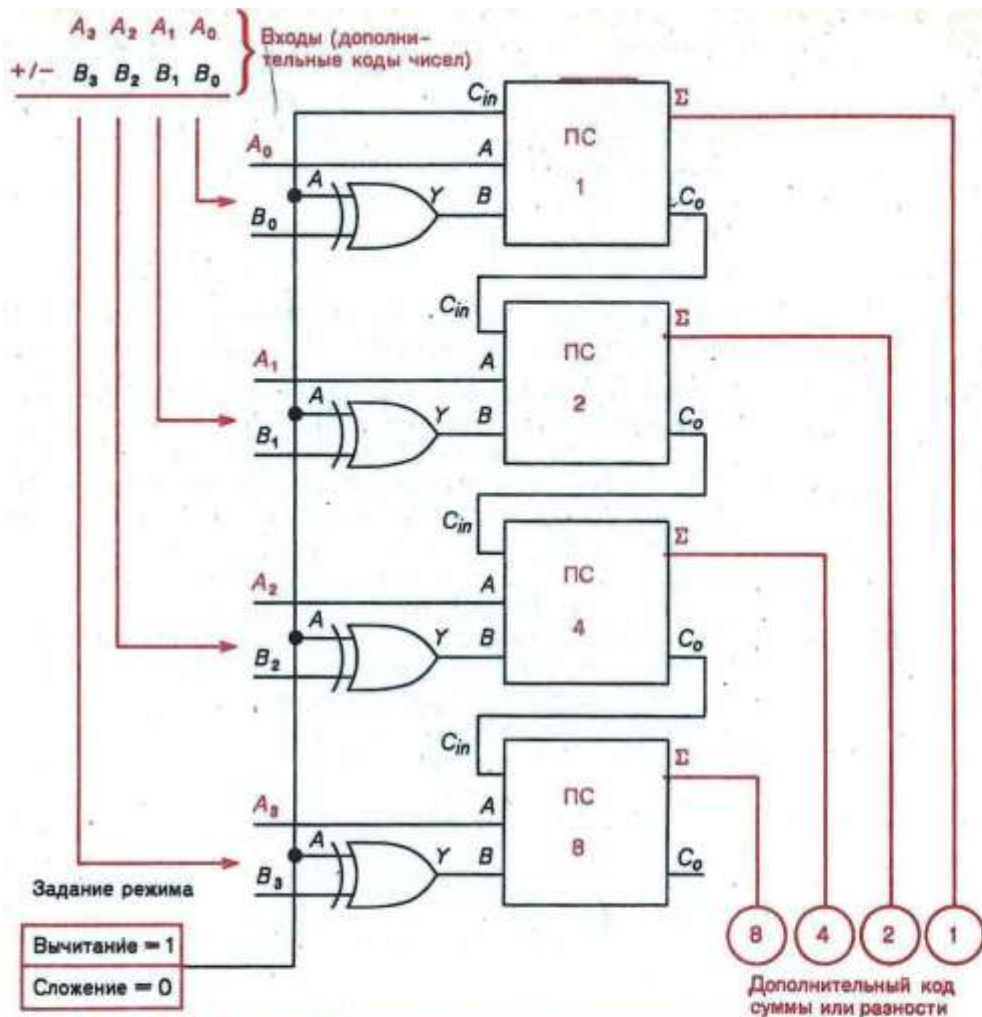 A₃ A₂ A₁ A₀
+/− B₃ B₂ B₁ B₀
Входы (дополни-
тельные коды чисел)
Cin
Σ
A₀
A
ПС
1
A
Y
B
B₀
Cₒ
Cin
Σ
A₁
A
ПС
2
A
Y
B
B₁
Cₒ
Cin
Σ
A₂
A
ПС
4
A
Y
B
B₂
Cₒ
Cin
Σ
A₃
A
ПС
8
A
Y
B
B₃
Cₒ
Задание режима
Вычитание = 1
Сложение = 0
8 4 2 1
Дополнительный код
суммы или разности